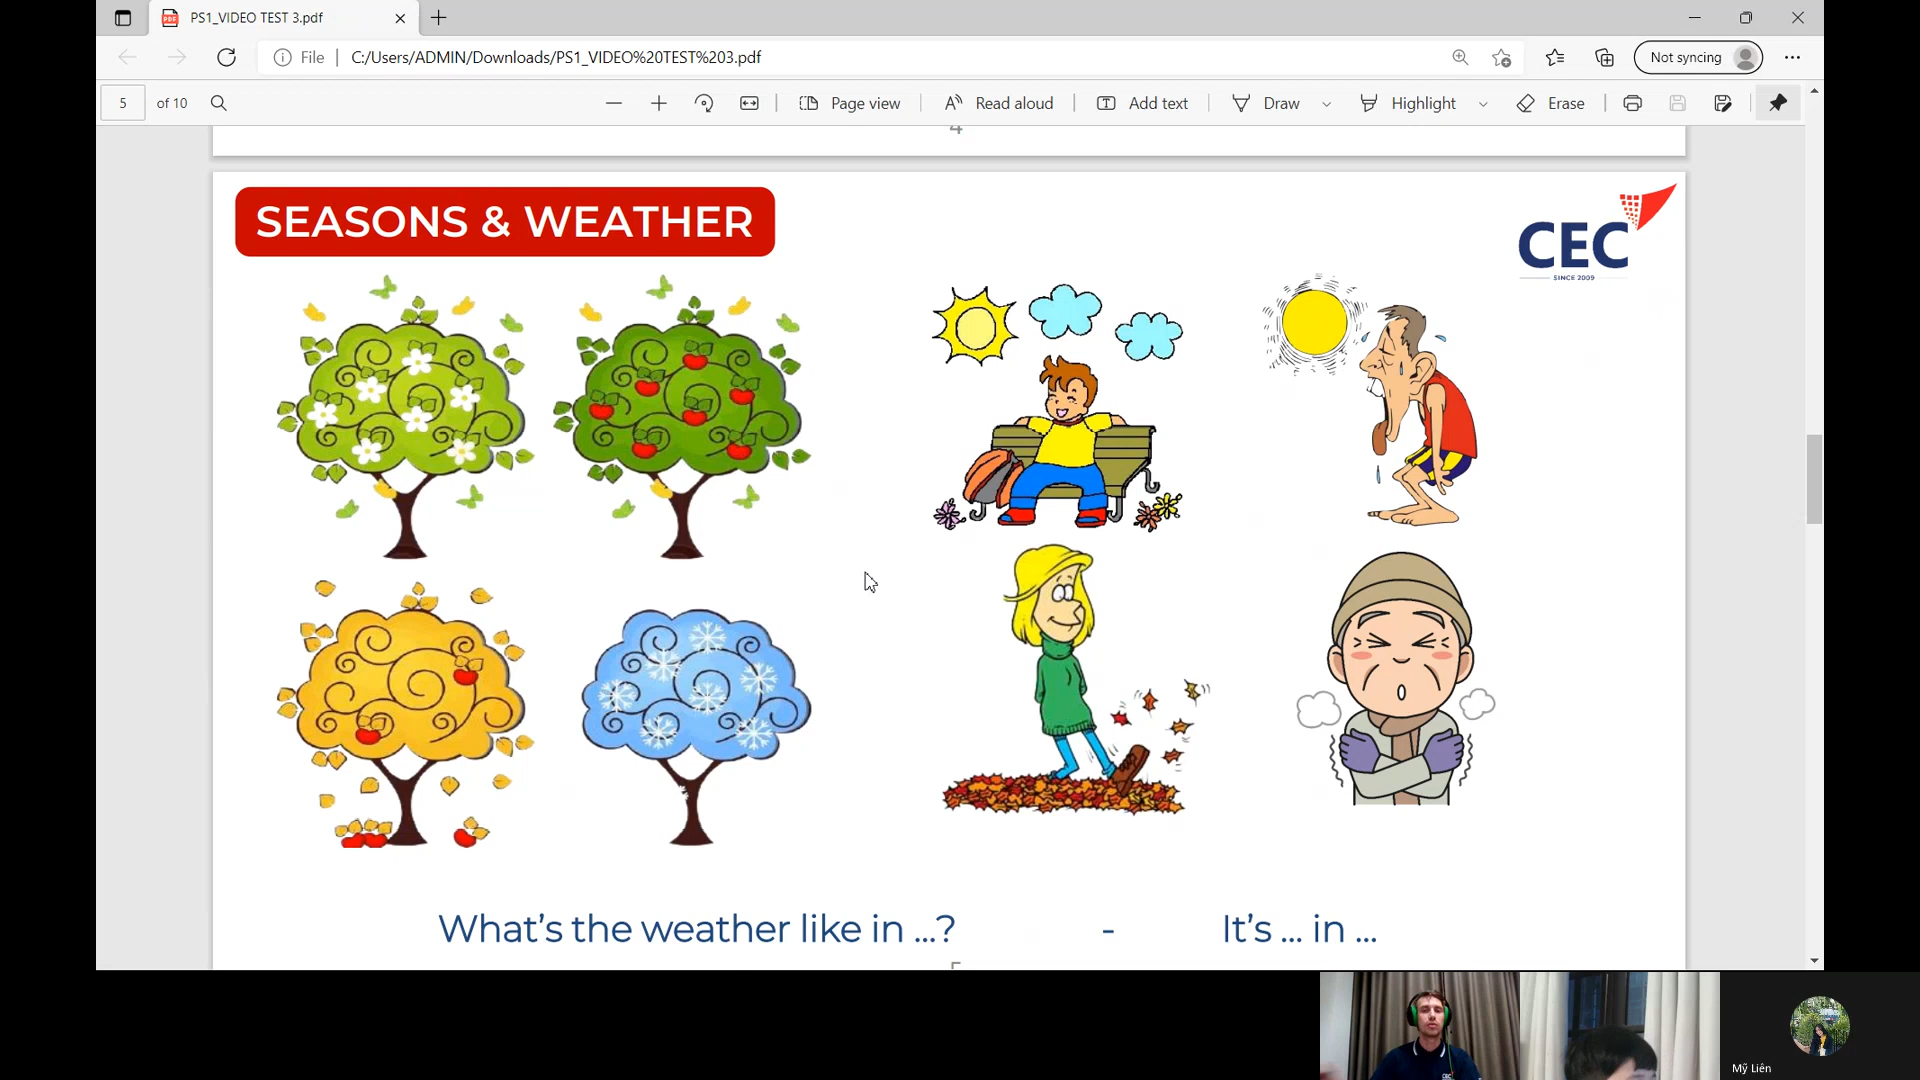 PS1_VIDEO TEST 3.pdf
File
C:/Users/ADMIN/Downloads/PS1_VIDEO%20TEST%203.pdf
Not syncing
5 of 10
Page view
Read aloud
Add text
Draw
Highlight
Erase
4
SEASONS & WEATHER
CEC
SINCE 2009
What's the weather like in ...? - It's ... in ...
CEC
Mỹ Liên